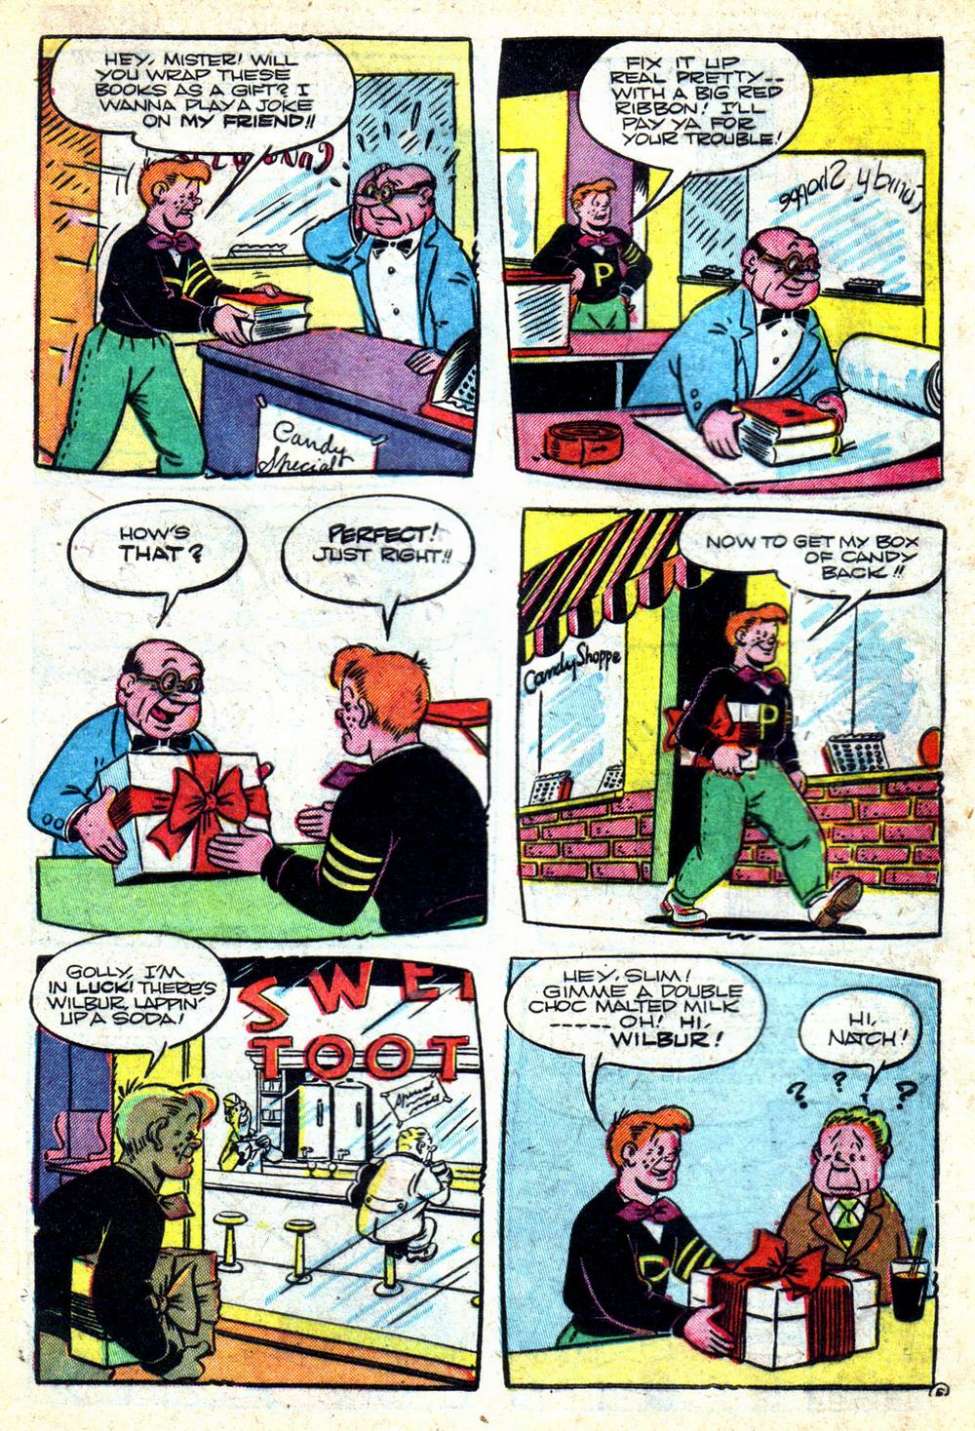 HEY, MISTER! WILL
YOU WRAP THESE
BOOKS AS A GIFT? I
WANNA PLAY A JOKE
ON MY FRIEND!!
Candy
Special
FIX IT UP
REAL PRETTY--
WITH A BIG RED
RIBBON! I'LL
PAY YA FOR
YOUR TROUBLE!
Candy Shoppe
P
HOW'S
THAT?
PERFECT!
JUST RIGHT!!
NOW TO GET MY BOX
OF CANDY
BACK!!
Candy Shoppe
P
GOLLY, I'M
IN LUCK! THERE'S
WILBUR, LAPPIN'
UP A SODA!
SWE
TOOT
Special
HEY, SLIM!
GIMME A DOUBLE
CHOC MALTED MILK
----- OH! HI,
WILBUR!
HI,
NATCH!
? ? ?
P
6